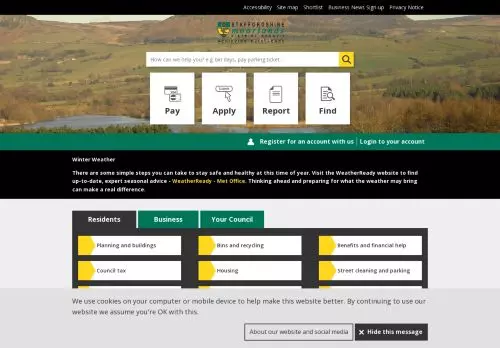 Accessibility Site map Shortlist Business News Sign up Privacy Notice
STAFFORDSHIRE
moorlands
How can we help you? e.g. bin days, pay parking ticket
Pay Apply Report Find
Register for an account with us Login to your account
Winter Weather
There are some simple steps you can take to stay safe and healthy at this time of year. Visit the WeatherReady website to find
up-to-date, expert seasonal advice - WeatherReady - Met Office. Thinking ahead and preparing for what the weather may bring
can make a real difference.
Residents Business Your Council
Planning and buildings Bins and recycling Benefits and financial help
Council tax Housing Street cleaning and parking
We use cookies on your computer or mobile device to help make this website better. By continuing to use our
website we assume you're OK with this.
About our website and social media × Hide this message